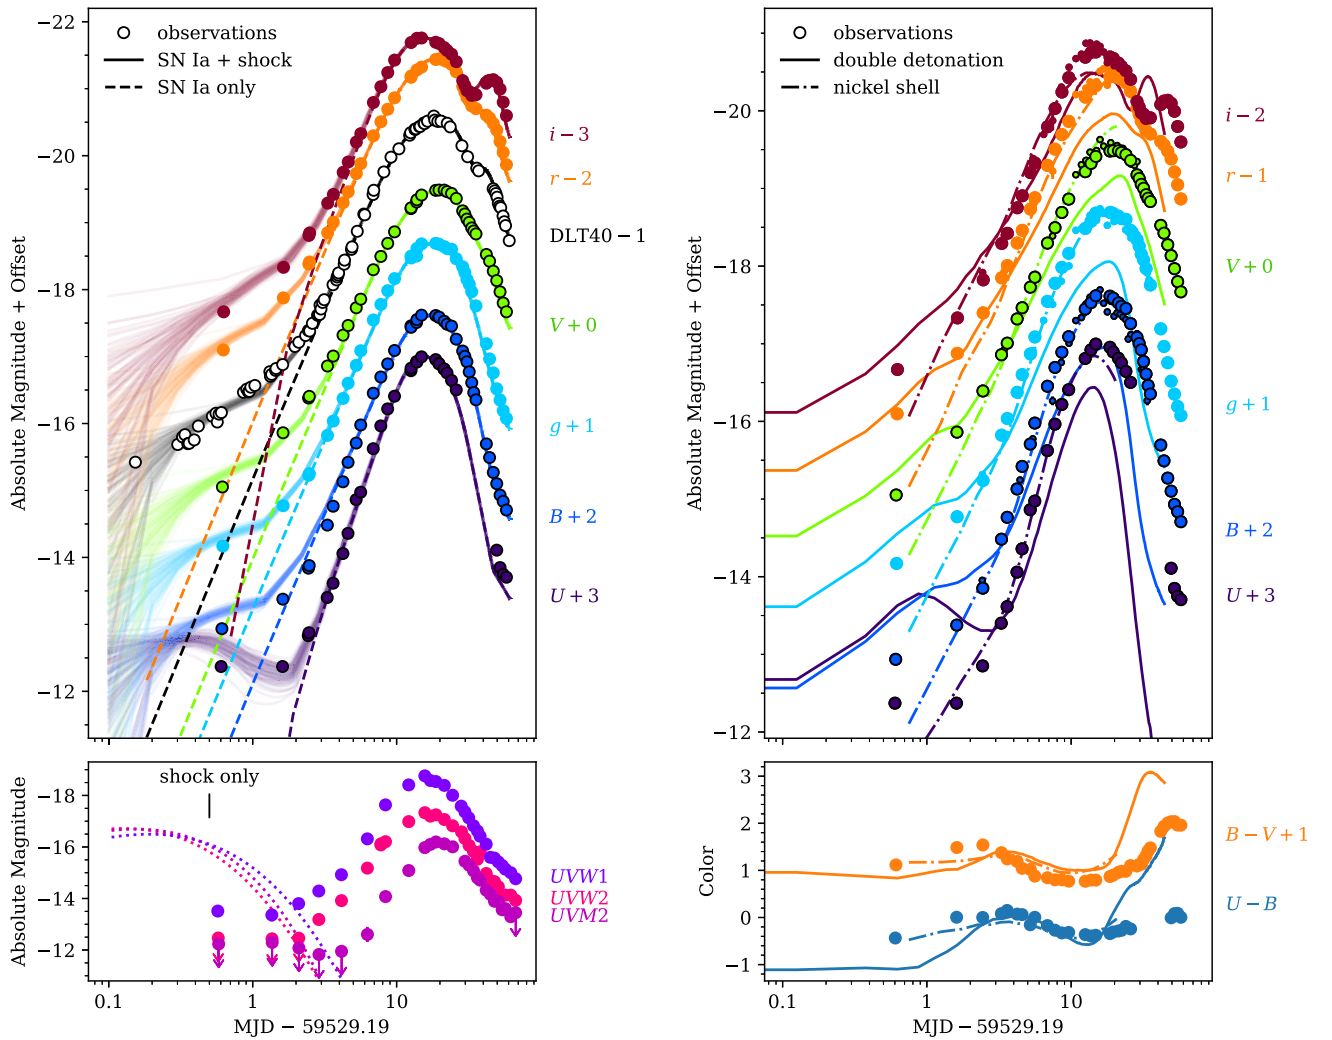 observations
SN Ia + shock
SN Ia only
−22
−20
−18
−16
−14
−12
Absolute Magnitude + Offset
i − 3
r − 2
DLT40 − 1
V + 0
g + 1
B + 2
U + 3
observations
double detonation
nickel shell
−20
−18
−16
−14
−12
Absolute Magnitude + Offset
i − 2
r − 1
V + 0
g + 1
B + 2
U + 3
shock only
−18
−16
−14
−12
Absolute Magnitude
UVW1
UVW2
UVM2
0.1
1
10
MJD − 59529.19
3
2
1
0
−1
Color
B − V + 1
U − B
0.1
1
10
MJD − 59529.19